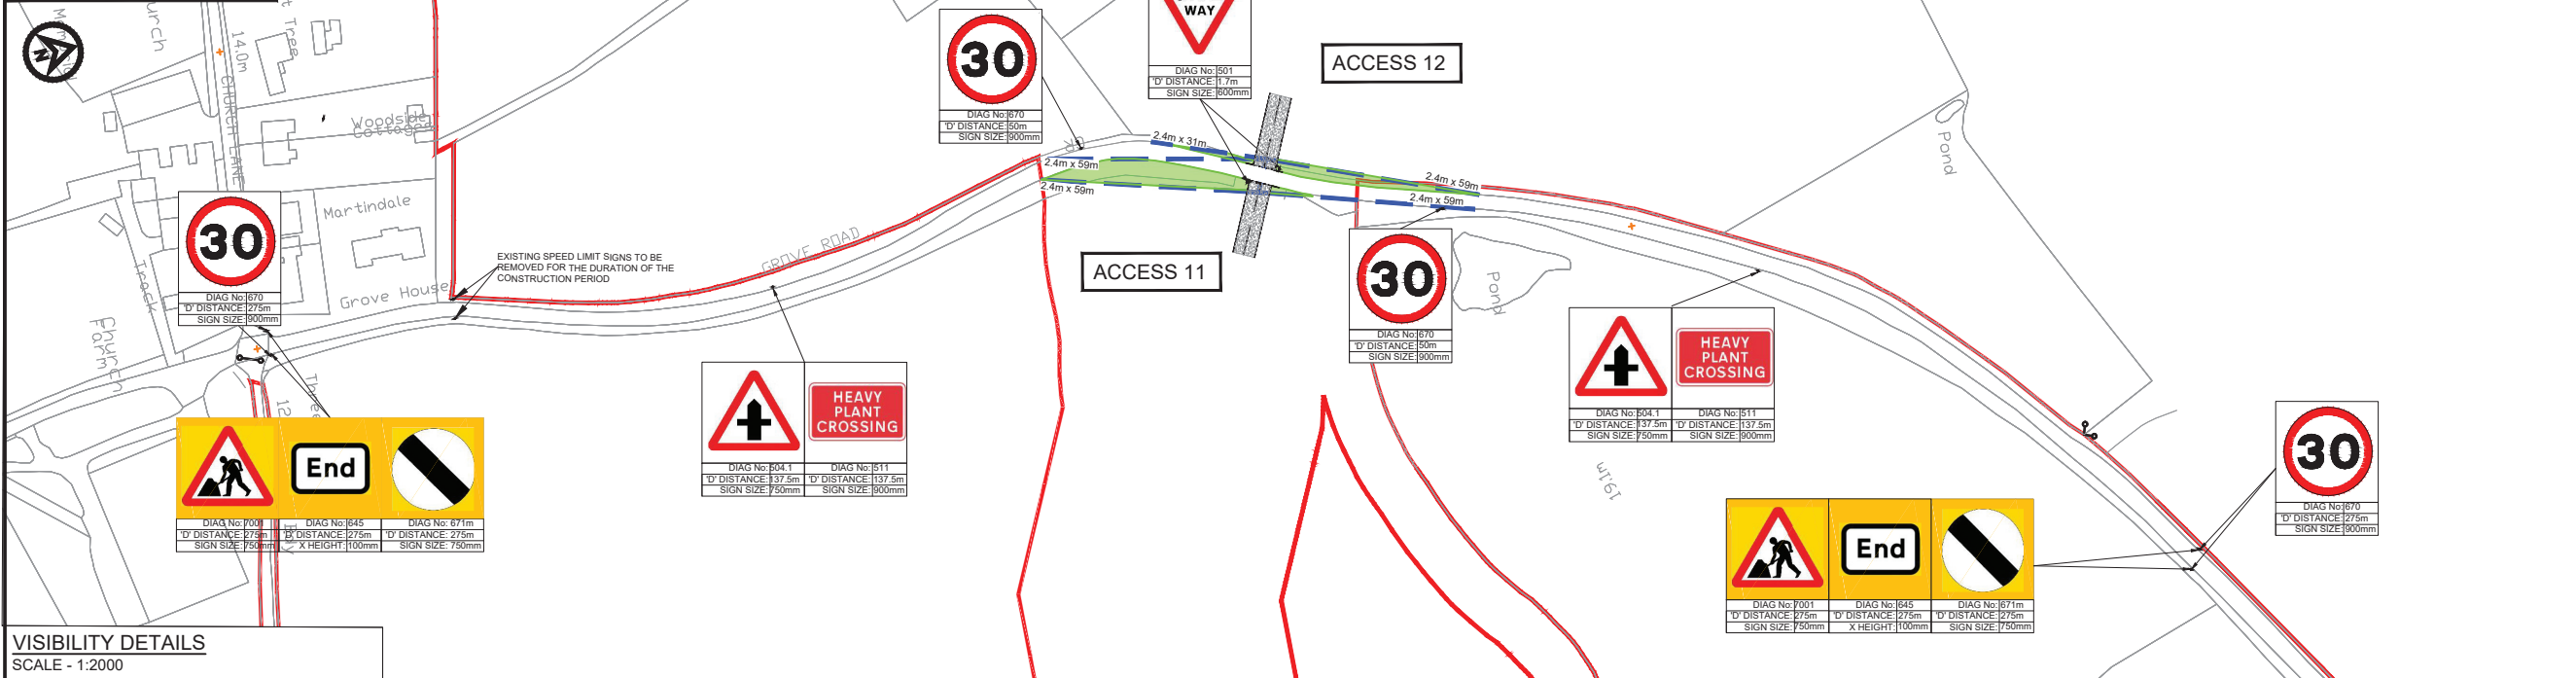 WAY
DIAG No: 501
'D' DISTANCE: 1.7m
SIGN SIZE: 600mm
ACCESS 12
30
DIAG No: 670
'D' DISTANCE: 50m
SIGN SIZE: 900mm
14.0m
CHURCH LANE
Woodside
Cottages
Martindale
Grove House
Track
Church
Farm
30
DIAG No: 670
'D' DISTANCE: 275m
SIGN SIZE: 900mm
EXISTING SPEED LIMIT SIGNS TO BE
REMOVED FOR THE DURATION OF THE
CONSTRUCTION PERIOD
GROVE ROAD
2.4m x 31m
2.4m x 59m
2.4m x 59m
2.4m x 59m
2.4m x 59m
ACCESS 11
30
DIAG No: 670
'D' DISTANCE: 50m
SIGN SIZE: 900mm
Pond
Pond
HEAVY
PLANT
CROSSING
DIAG No: 504.1 DIAG No: 511
'D' DISTANCE: 137.5m 'D' DISTANCE: 137.5m
SIGN SIZE: 750mm SIGN SIZE: 900mm
HEAVY
PLANT
CROSSING
DIAG No: 504.1 DIAG No: 511
'D' DISTANCE: 137.5m 'D' DISTANCE: 137.5m
SIGN SIZE: 750mm SIGN SIZE: 900mm
19.1m
End
DIAG No: 7001 DIAG No: 645 DIAG No: 671m
'D' DISTANCE: 275m 'D' DISTANCE: 275m 'D' DISTANCE: 275m
SIGN SIZE: 750mm X HEIGHT: 100mm SIGN SIZE: 750mm
End
DIAG No: 7001 DIAG No: 645 DIAG No: 671m
'D' DISTANCE: 275m 'D' DISTANCE: 275m 'D' DISTANCE: 275m
SIGN SIZE: 750mm X HEIGHT: 100mm SIGN SIZE: 750mm
30
DIAG No: 670
'D' DISTANCE: 275m
SIGN SIZE: 900mm
VISIBILITY DETAILS
SCALE - 1:2000